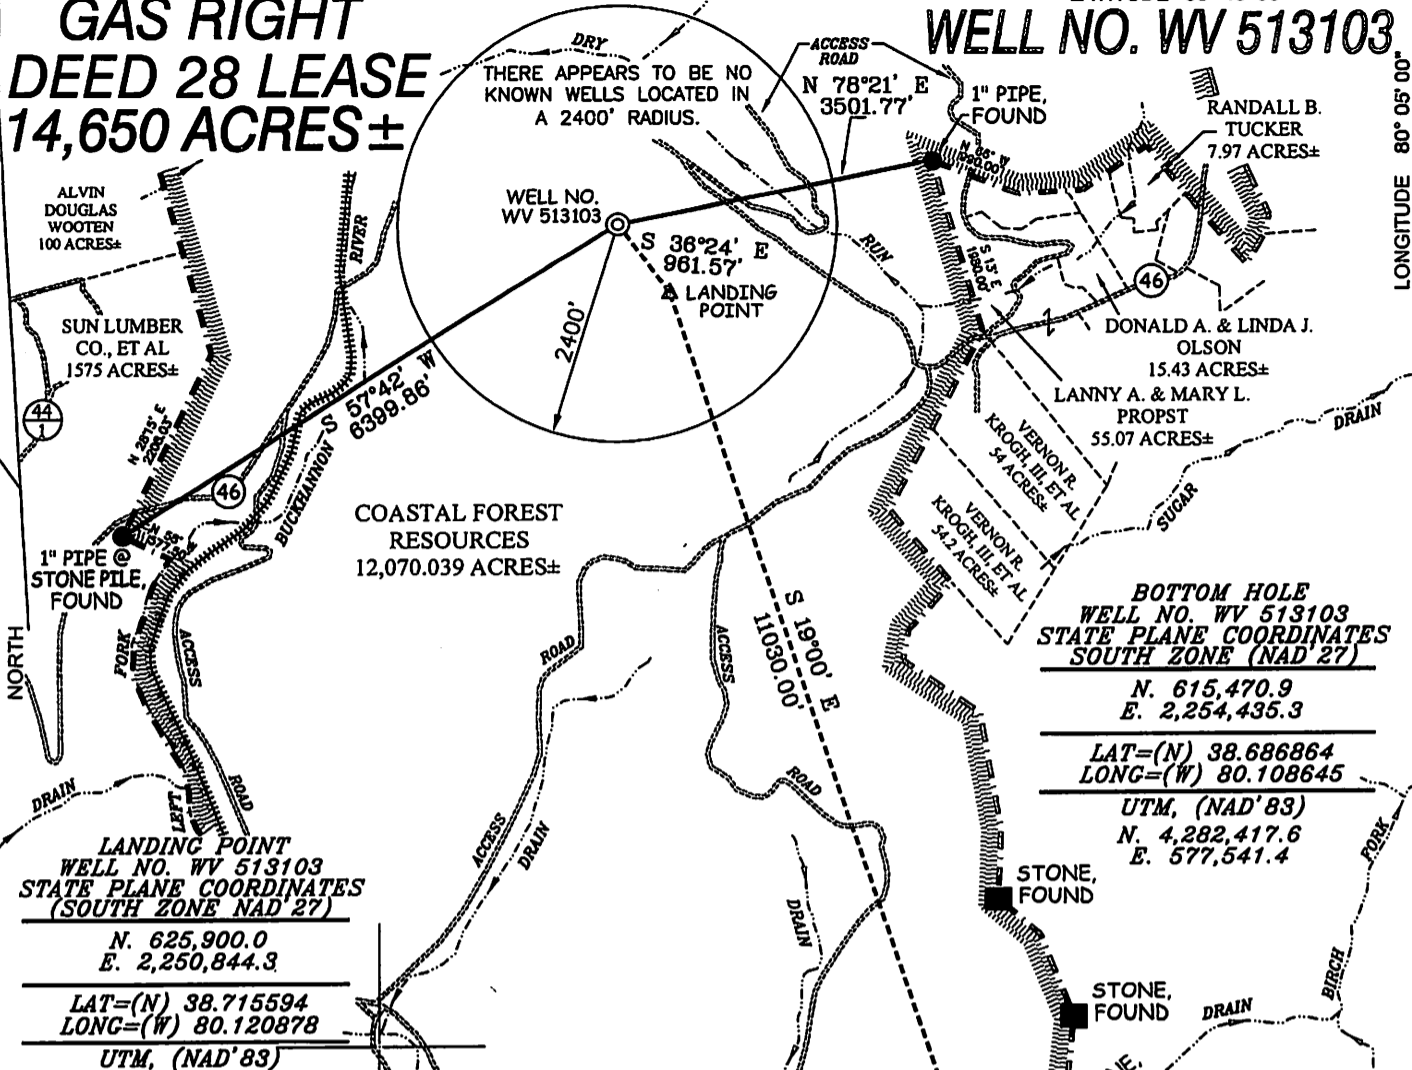 GAS RIGHT
DEED 28 LEASE
14,650 ACRES±
WELL NO. WV 513103
LONGITUDE 80° 05' 00"
DRY
THERE APPEARS TO BE NO
KNOWN WELLS LOCATED IN
A 2400' RADIUS.
ACCESS
ROAD
N 78°21' E
3501.77'
1" PIPE,
FOUND
RANDALL B.
TUCKER
7.97 ACRES±
ALVIN
DOUGLAS
WOOTEN
100 ACRES±
RIVER
WELL NO.
WV 513103
S 36°24' E
961.57'
LANDING
POINT
RUN
S 13° E
1980.00'
46
2400'
SUN LUMBER
CO., ET AL
1575 ACRES±
DONALD A. & LINDA J.
OLSON
15.43 ACRES±
LANNY A. & MARY L.
PROPST
55.07 ACRES±
44
1
N 28°15' E
2208.03'
S 57°42' W
6399.86'
DRAIN
VERNON R.
KROGH, III, ET AL
54 ACRES±
VERNON R.
KROGH, III, ET AL
54.2 ACRES±
SUGAR
46
BUCKHANNON
COASTAL FOREST
RESOURCES
12,070.039 ACRES±
1" PIPE @
STONE PILE,
FOUND
NORTH
FORK
ACCESS
ROAD
LEFT
DRAIN
ROAD
ACCESS
S 19°00' E
11030.00'
ROAD
BOTTOM HOLE
WELL NO. WV 513103
STATE PLANE COORDINATES
SOUTH ZONE (NAD'27)
N. 615,470.9
E. 2,254,435.3
LAT=(N) 38.686864
LONG=(W) 80.108645
UTM, (NAD'83)
N. 4,282,417.6
E. 577,541.4
ACCESS
DRAIN
DRAIN
LANDING POINT
WELL NO. WV 513103
STATE PLANE COORDINATES
(SOUTH ZONE NAD'27)
N. 625,900.0
E. 2,250,844.3
LAT=(N) 38.715594
LONG=(W) 80.120878
UTM, (NAD'83)
STONE,
FOUND
STONE,
FOUND
FORK
BIRCH
DRAIN